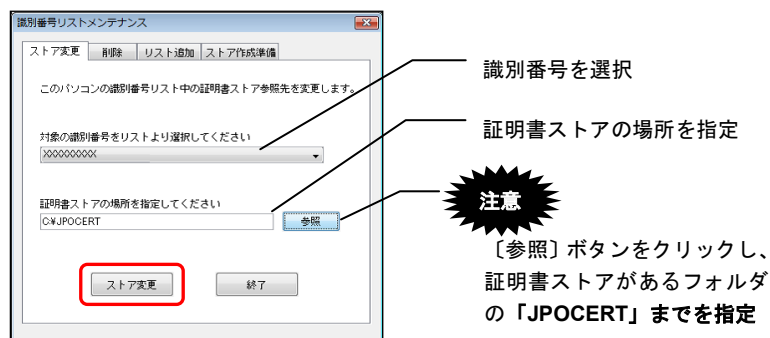 識別番号リストメンテナンス
ストア変更 削除 リスト追加 ストア作成準備
このパソコンの識別番号リスト中の証明書ストア参照先を変更します。
対象の識別番号をリストより選択してください
XXXXXXXXX
証明書ストアの場所を指定してください
C:¥JPOCERT 参照
ストア変更 終了
識別番号を選択
証明書ストアの場所を指定
注意
〔参照〕ボタンをクリックし、
証明書ストアがあるフォルダ
の「JPOCERT」までを指定